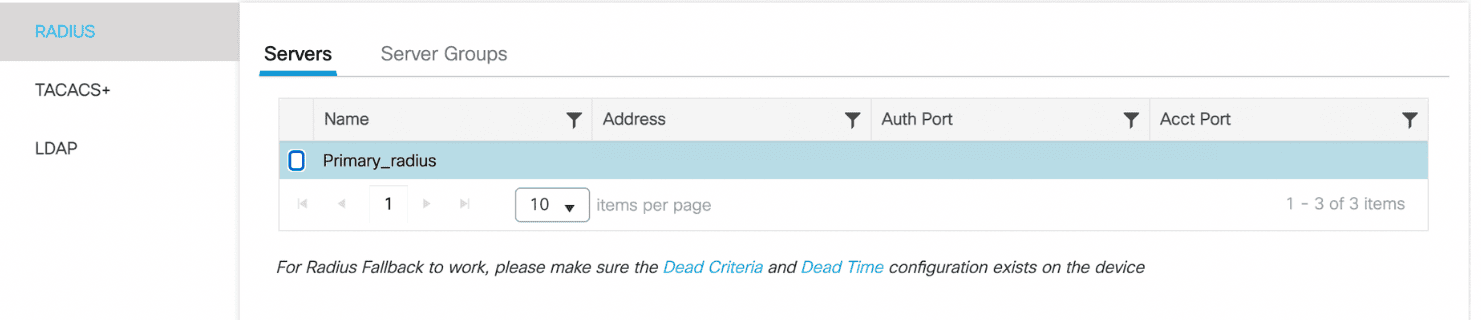 RADIUS
TACACS+
LDAP
Servers Server Groups
Name Address Auth Port Acct Port
Primary_radius
1 10 items per page 1 - 3 of 3 items
For Radius Fallback to work, please make sure the Dead Criteria and Dead Time configuration exists on the device